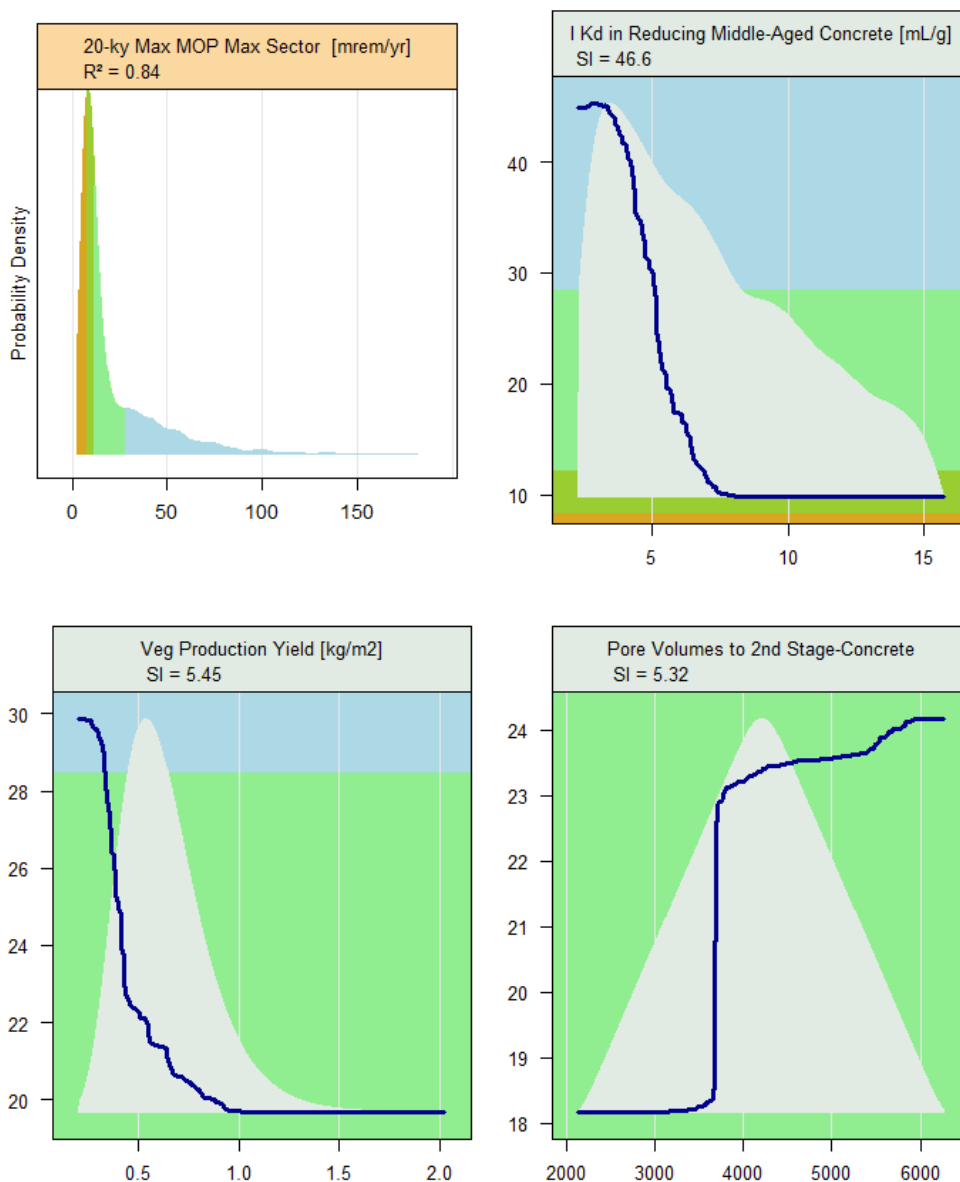 20-ky Max MOP Max Sector [mrem/yr]
R² = 0.84
Probability Density
0 50 100 150
I Kd in Reducing Middle-Aged Concrete [mL/g]
SI = 46.6
40
30
20
10
5 10 15
Veg Production Yield [kg/m2]
SI = 5.45
30
28
26
24
22
20
0.5 1.0 1.5 2.0
Pore Volumes to 2nd Stage-Concrete
SI = 5.32
24
23
22
21
20
19
18
2000 3000 4000 5000 6000